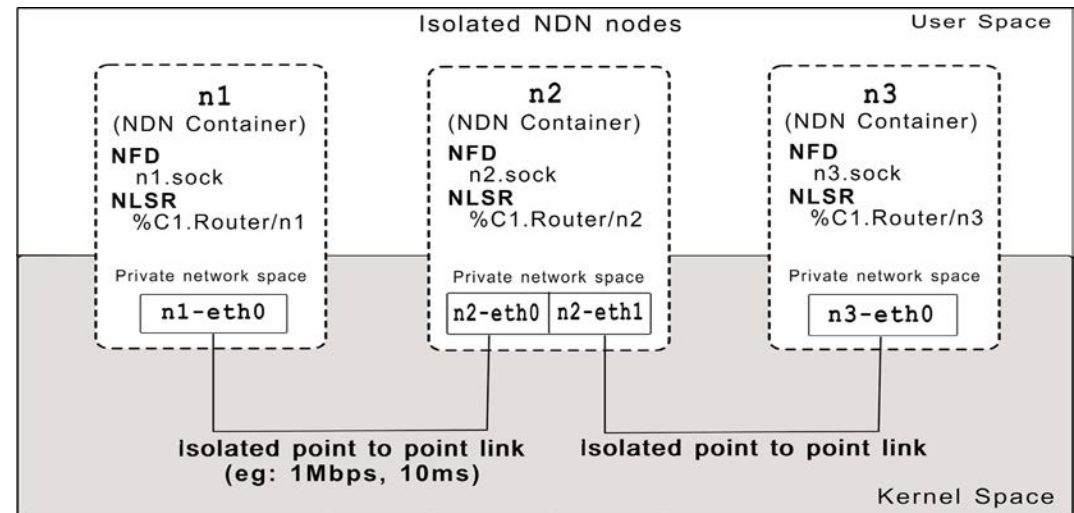 Isolated NDN nodes
User Space
n1
(NDN Container)
NFD
n1.sock
NLSR
%C1.Router/n1
Private network space
n1-eth0
n2
(NDN Container)
NFD
n2.sock
NLSR
%C1.Router/n2
Private network space
n2-eth0 n2-eth1
n3
(NDN Container)
NFD
n3.sock
NLSR
%C1.Router/n3
Private network space
n3-eth0
Isolated point to point link
(eg: 1Mbps, 10ms)
Isolated point to point link
Kernel Space